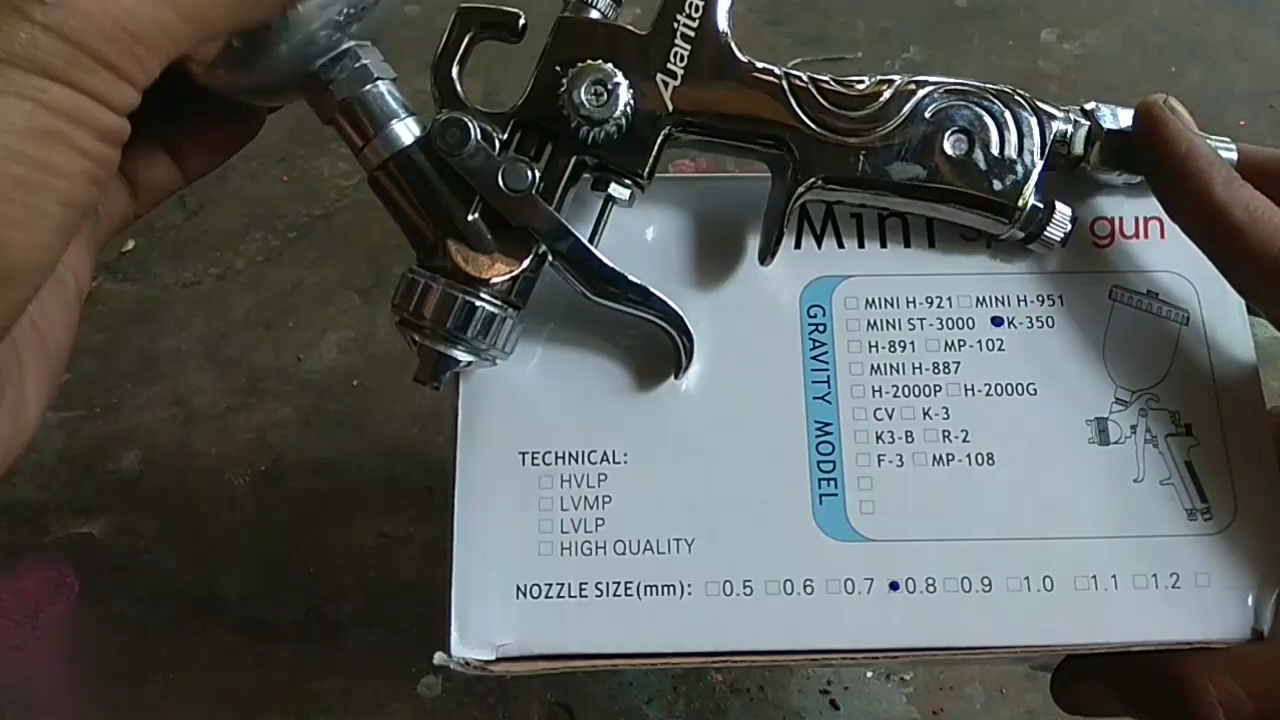 Auarita
Mini gun
GRAVITY MODEL
MINI H-921 MINI H-951
MINI ST-3000 K-350
H-891 MP-102
MINI H-887
H-2000P H-2000G
CV K-3
K3-B R-2
F-3 MP-108
TECHNICAL:
HVLP
LVMP
LVLP
HIGH QUALITY
NOZZLE SIZE(mm): 0.5 0.6 0.7 0.8 0.9 1.0 1.1 1.2